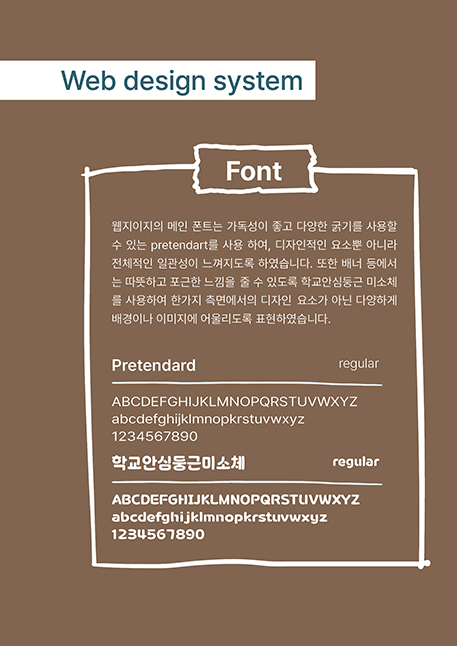 Web design system
Font
웹지이지의 메인 폰트는 가독성이 좋고 다양한 굵기를 사용할
수 있는 pretendart를 사용 하여, 디자인적인 요소뿐 아니라
전체적인 일관성이 느껴지도록 하였습니다. 또한 배너 등에서
는 따뜻하고 포근한 느낌을 줄 수 있도록 학교안심둥근 미소체
를 사용하여 한가지 측면에서의 디자인 요소가 아닌 다양하게
배경이나 이미지에 어울리도록 표현하였습니다.
Pretendard regular
ABCDEFGHIJKLMNOPQRSTUVWXYZ
abcdefghijklmnopqrstuvwxyz
1234567890
학교안심둥근미소체 regular
ABCDEFGHIJKLMNOPQRSTUVWXYZ
abcdefghijklmnopqrstuvwxyz
1234567890